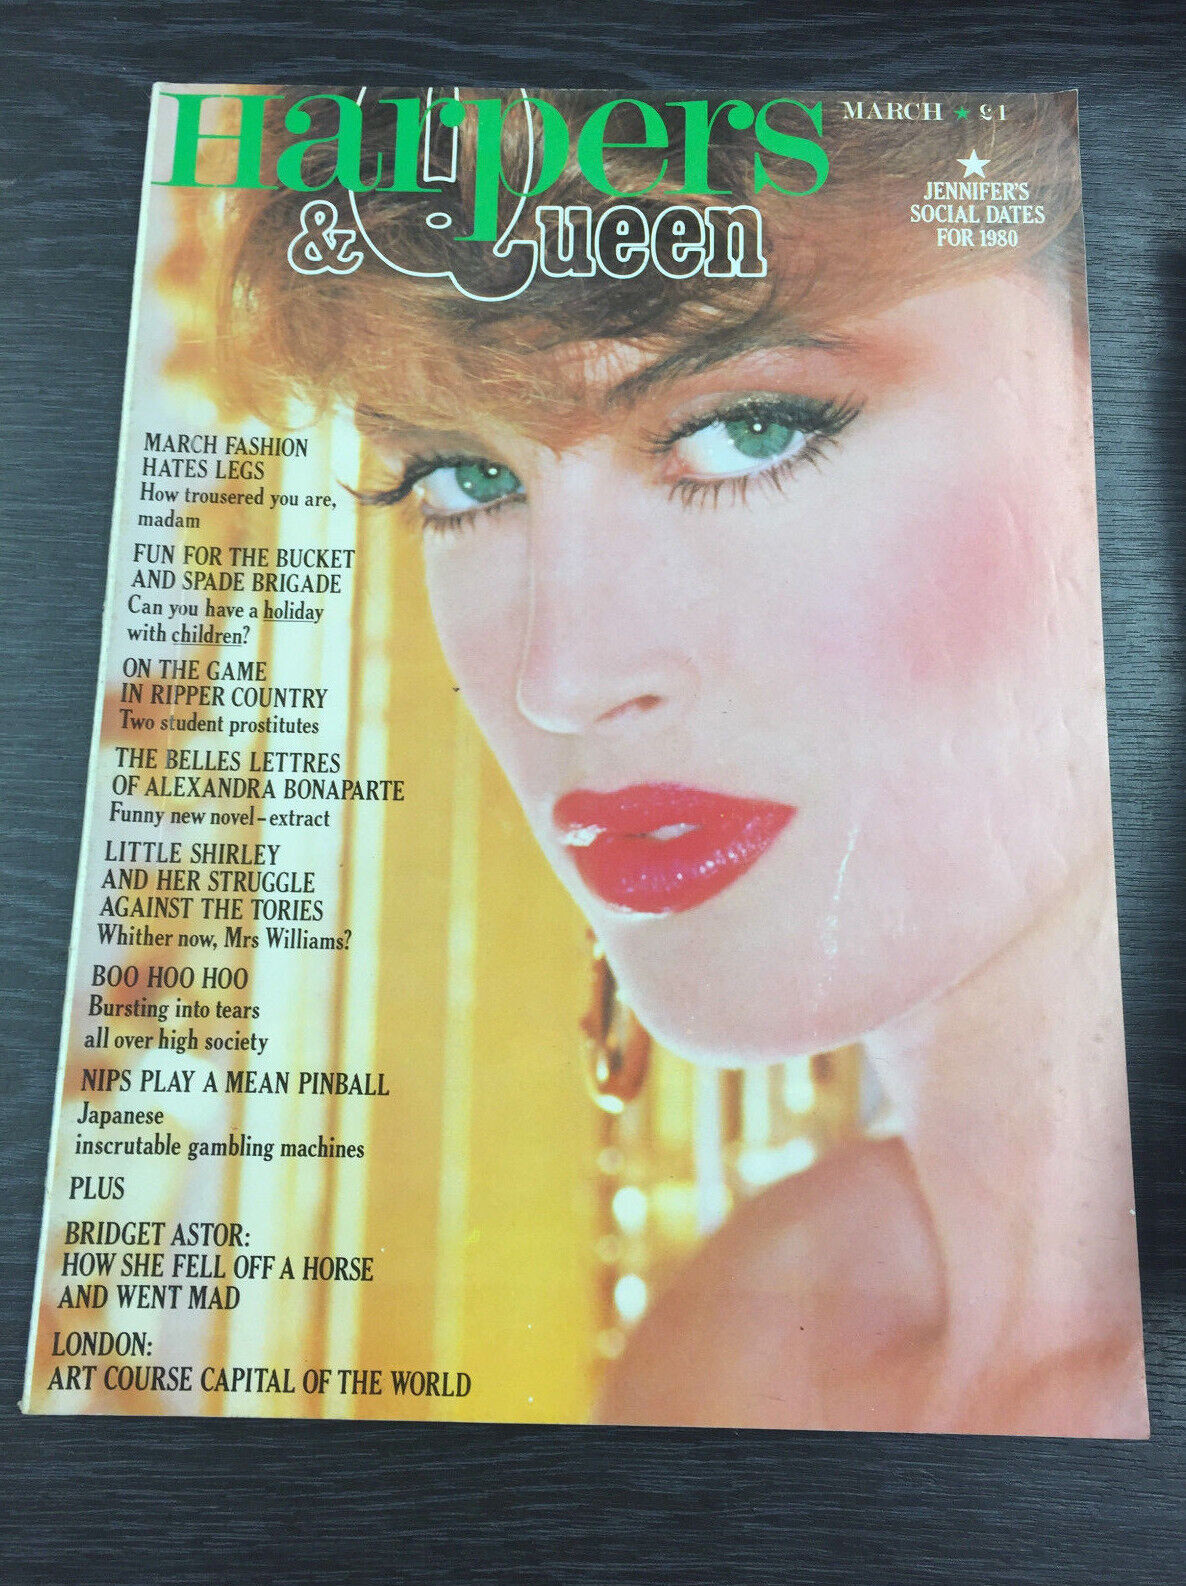 Harpers
& Queen
MARCH ★ £1
★
JENNIFER'S
SOCIAL DATES
FOR 1980
MARCH FASHION
HATES LEGS
How trousered you are,
madam
FUN FOR THE BUCKET
AND SPADE BRIGADE
Can you have a holiday
with children?
ON THE GAME
IN RIPPER COUNTRY
Two student prostitutes
THE BELLES LETTRES
OF ALEXANDRA BONAPARTE
Funny new novel-extract
LITTLE SHIRLEY
AND HER STRUGGLE
AGAINST THE TORIES
Whither now, Mrs Williams?
BOO HOO HOO
Bursting into tears
all over high society
NIPS PLAY A MEAN PINBALL
Japanese
inscrutable gambling machines
PLUS
BRIDGET ASTOR:
HOW SHE FELL OFF A HORSE
AND WENT MAD
LONDON:
ART COURSE CAPITAL OF THE WORLD